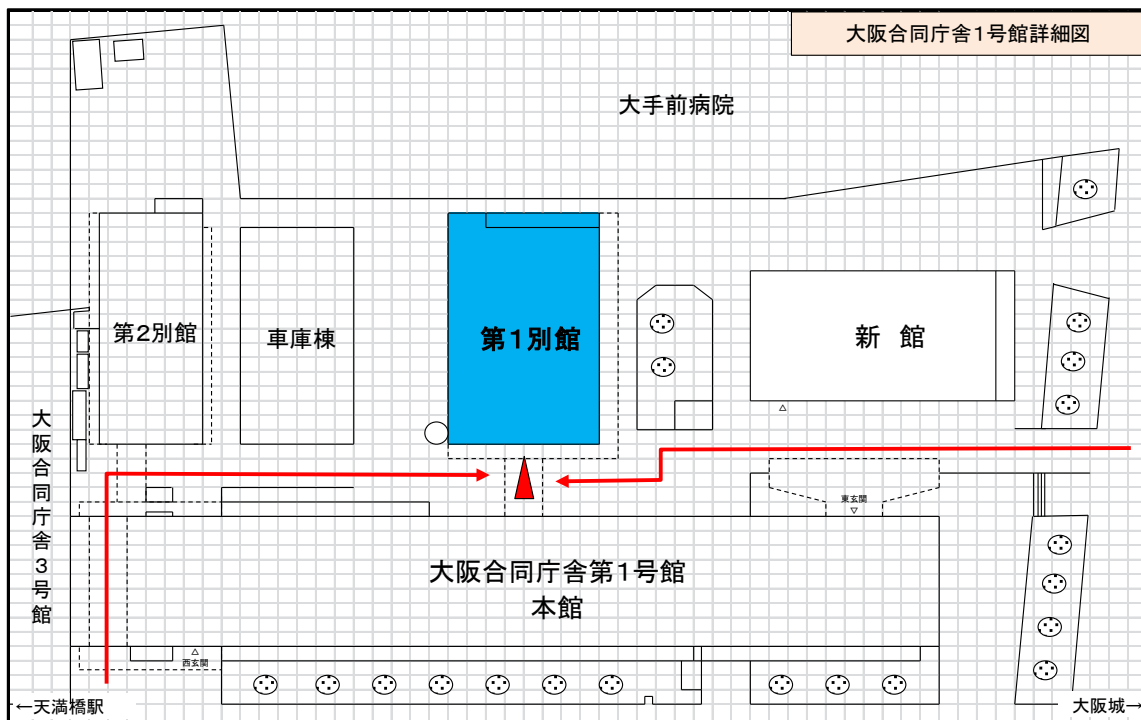 大阪合同庁舎1号館詳細図
大手前病院
第2別館
車庫棟
第1別館
新 館
大阪合同庁舎3号館
東玄関
大阪合同庁舎第1号館
本館
西玄関
←天満橋駅
大阪城→